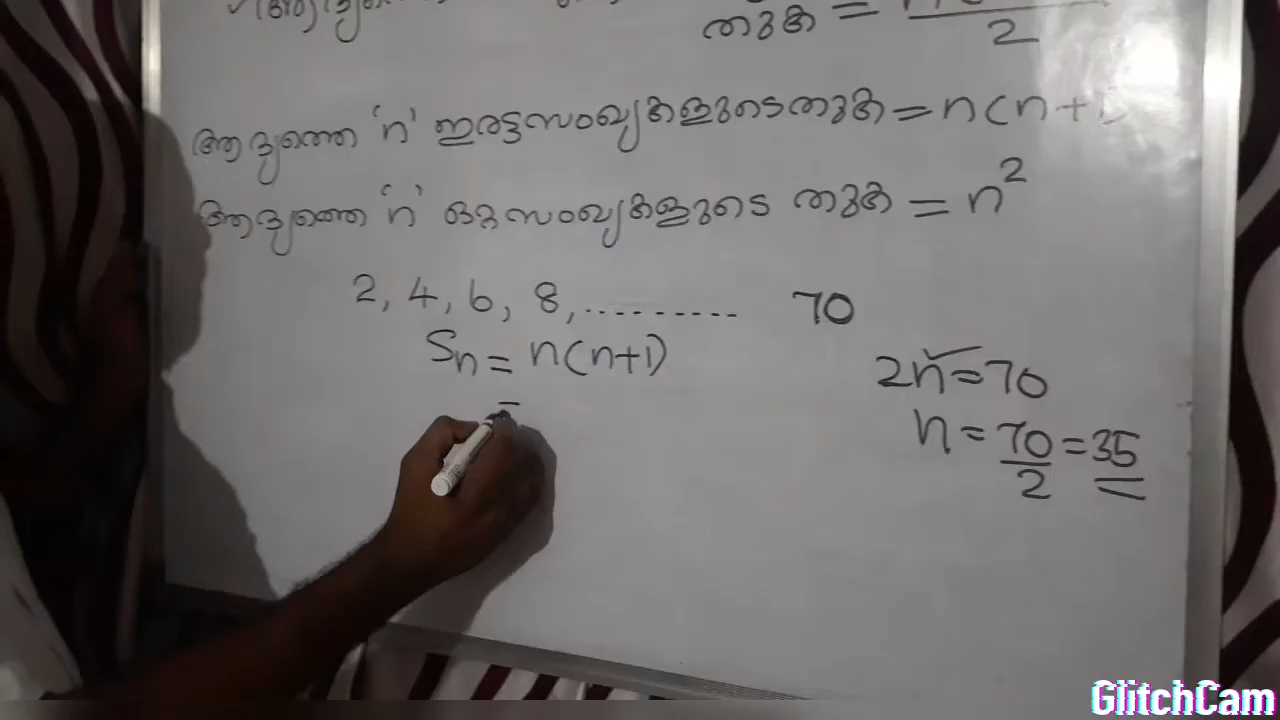 തുക =
2
ആദ്യത്തെ 'n' ഇരട്ടസംഖ്യകളുടെ തുക = n(n+1
ആദ്യത്തെ 'n' ഒറ്റസംഖ്യകളുടെ തുക = n²
2, 4, 6, 8, ......... 70
Sn = n(n+1)
2n = 70
n = 70/2 = 35
=
GlitchCam